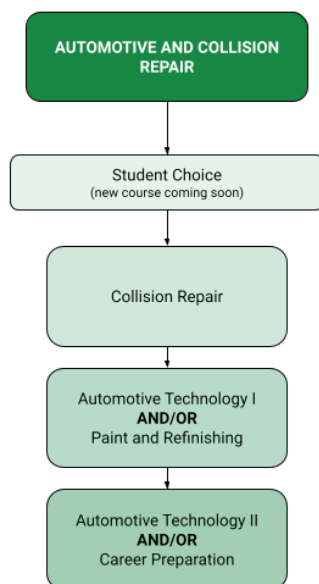 AUTOMOTIVE AND COLLISION
REPAIR
Student Choice
(new course coming soon)
Collision Repair
Automotive Technology I
AND/OR
Paint and Refinishing
Automotive Technology II
AND/OR
Career Preparation